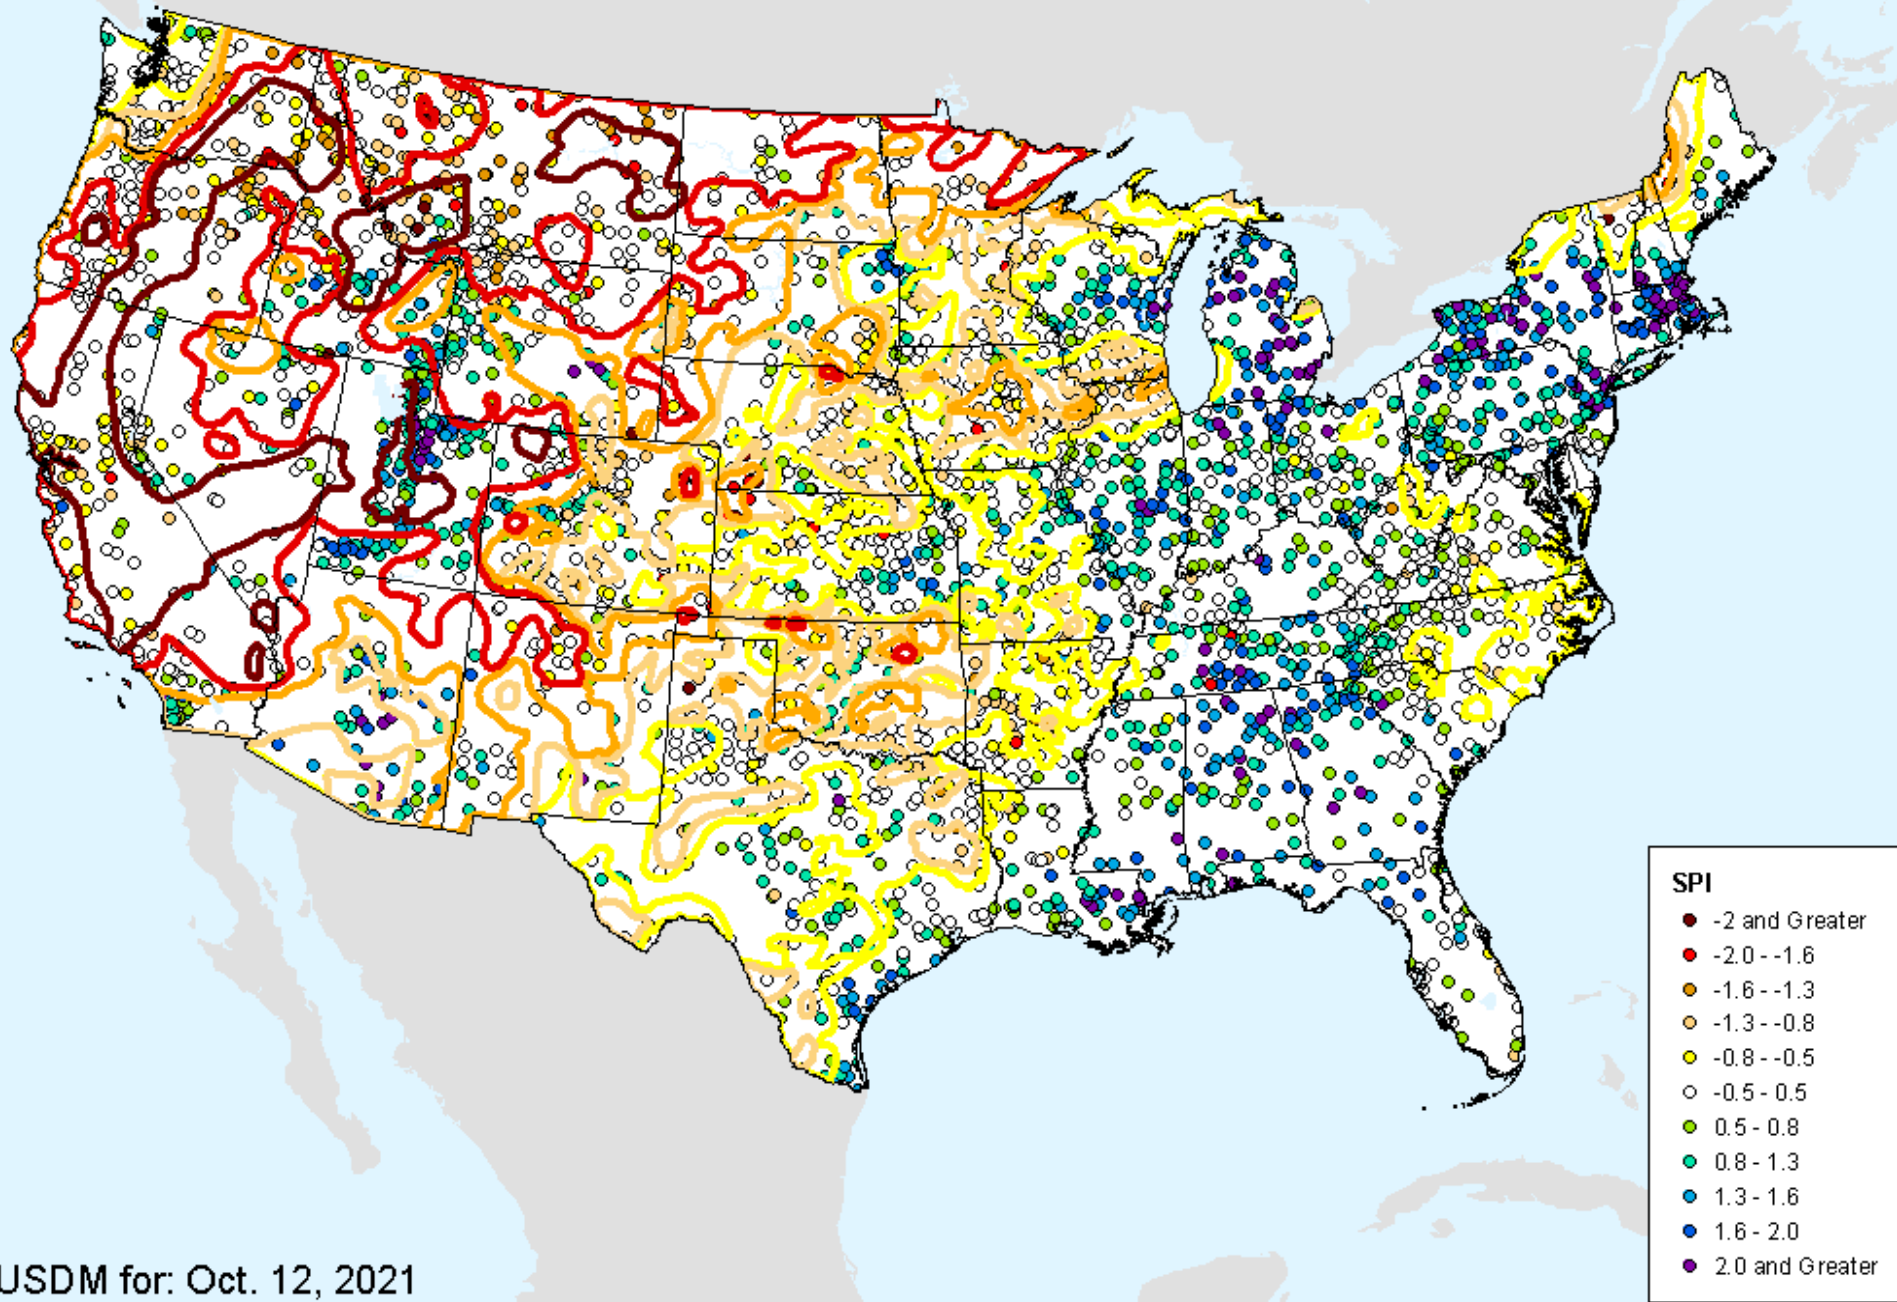 SPI
-2 and Greater
-2.0 - -1.6
-1.6 - -1.3
-1.3 - -0.8
-0.8 - -0.5
-0.5 - 0.5
0.5 - 0.8
0.8 - 1.3
1.3 - 1.6
1.6 - 2.0
2.0 and Greater
USDM for: Oct. 12, 2021